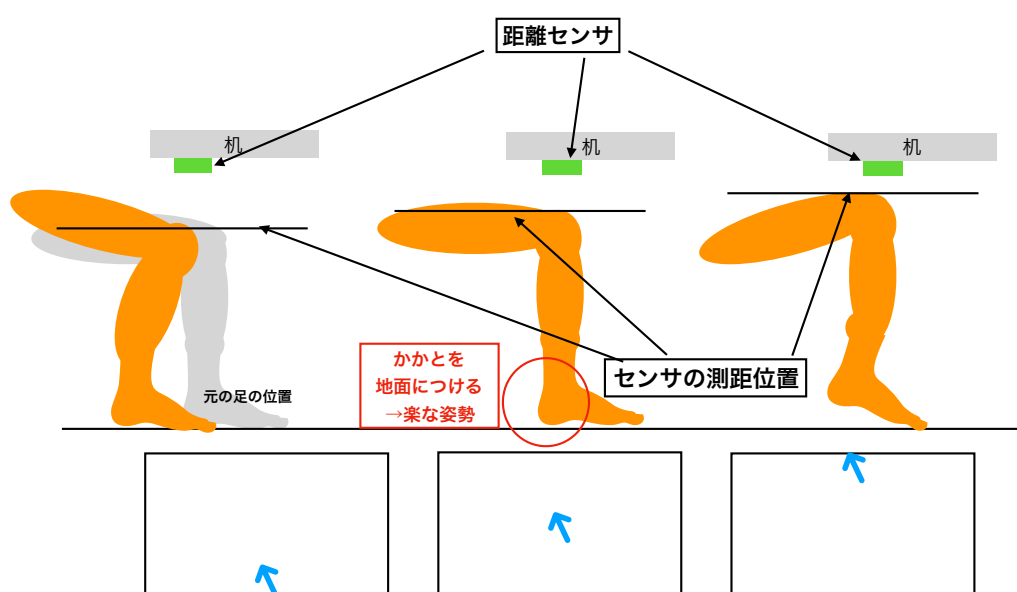 距離センサ
机
机
机
かかとを
地面につける
→楽な姿勢
センサの測距位置
元の足の位置